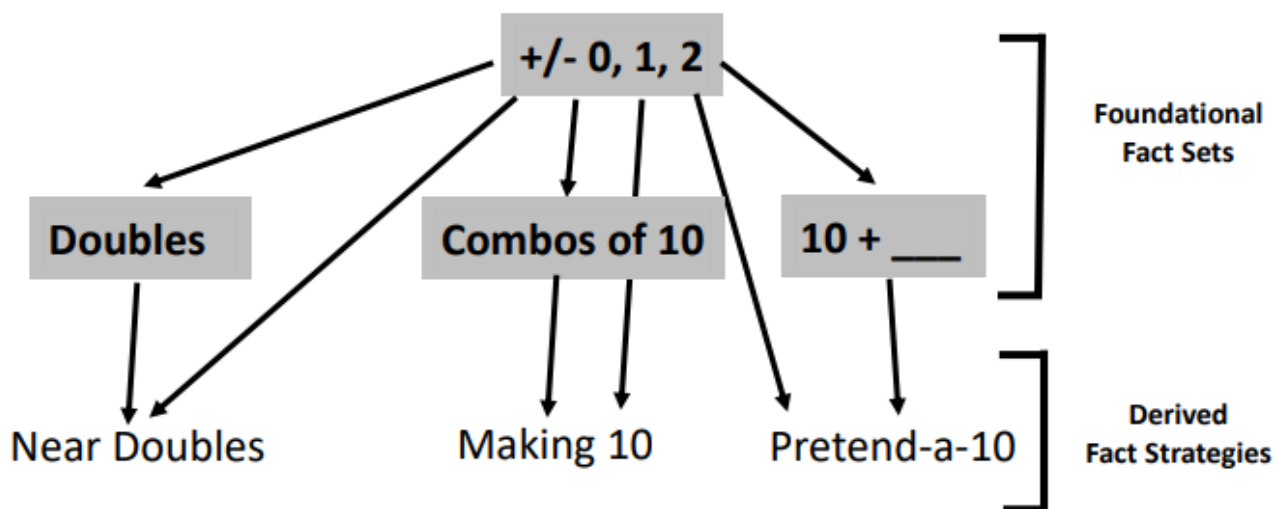 +/- 0, 1, 2
Foundational
Fact Sets
Doubles
Combos of 10
10 + ___
Near Doubles
Making 10
Pretend-a-10
Derived
Fact Strategies